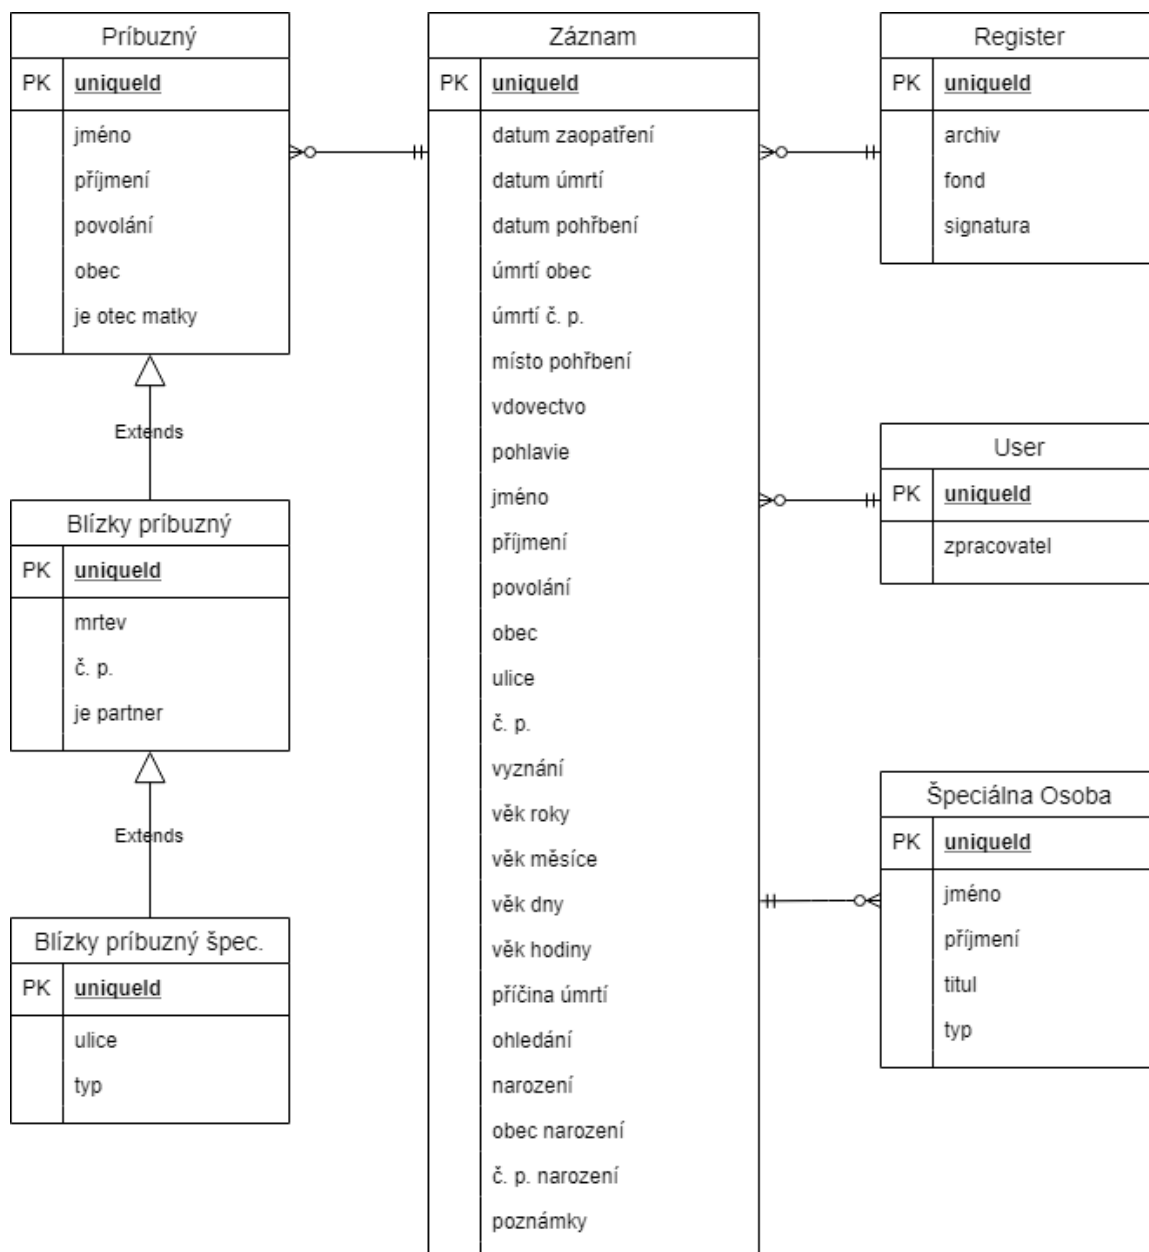 Príbuzný
PK uniqueId
jméno
příjmení
povolání
obec
je otec matky
Extends
Blízky príbuzný
PK uniqueId
mrtev
č. p.
je partner
Extends
Blízky príbuzný špec.
PK uniqueId
ulice
typ
Záznam
PK uniqueId
datum zaopatření
datum úmrtí
datum pohřbení
úmrtí obec
úmrtí č. p.
místo pohřbení
vdovectvo
pohlavie
jméno
příjmení
povolání
obec
ulice
č. p.
vyznání
věk roky
věk měsíce
věk dny
věk hodiny
příčina úmrtí
ohledání
narození
obec narození
č. p. narození
poznámky
Register
PK uniqueId
archiv
fond
signatura
User
PK uniqueId
zpracovatel
Špeciálna Osoba
PK uniqueId
jméno
příjmení
titul
typ